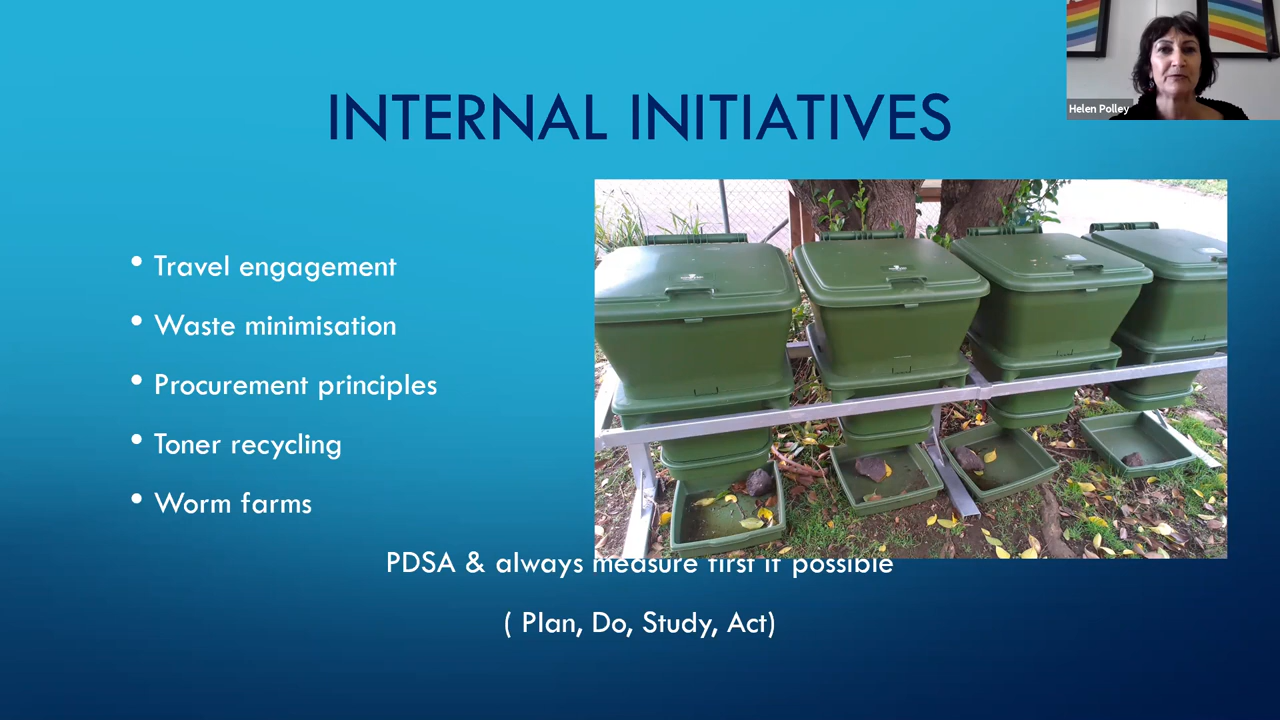 INTERNAL INITIATIVES
Helen Polley
• Travel engagement
• Waste minimisation
• Procurement principles
• Toner recycling
• Worm farms
PDSA & always measure first if possible
( Plan, Do, Study, Act)